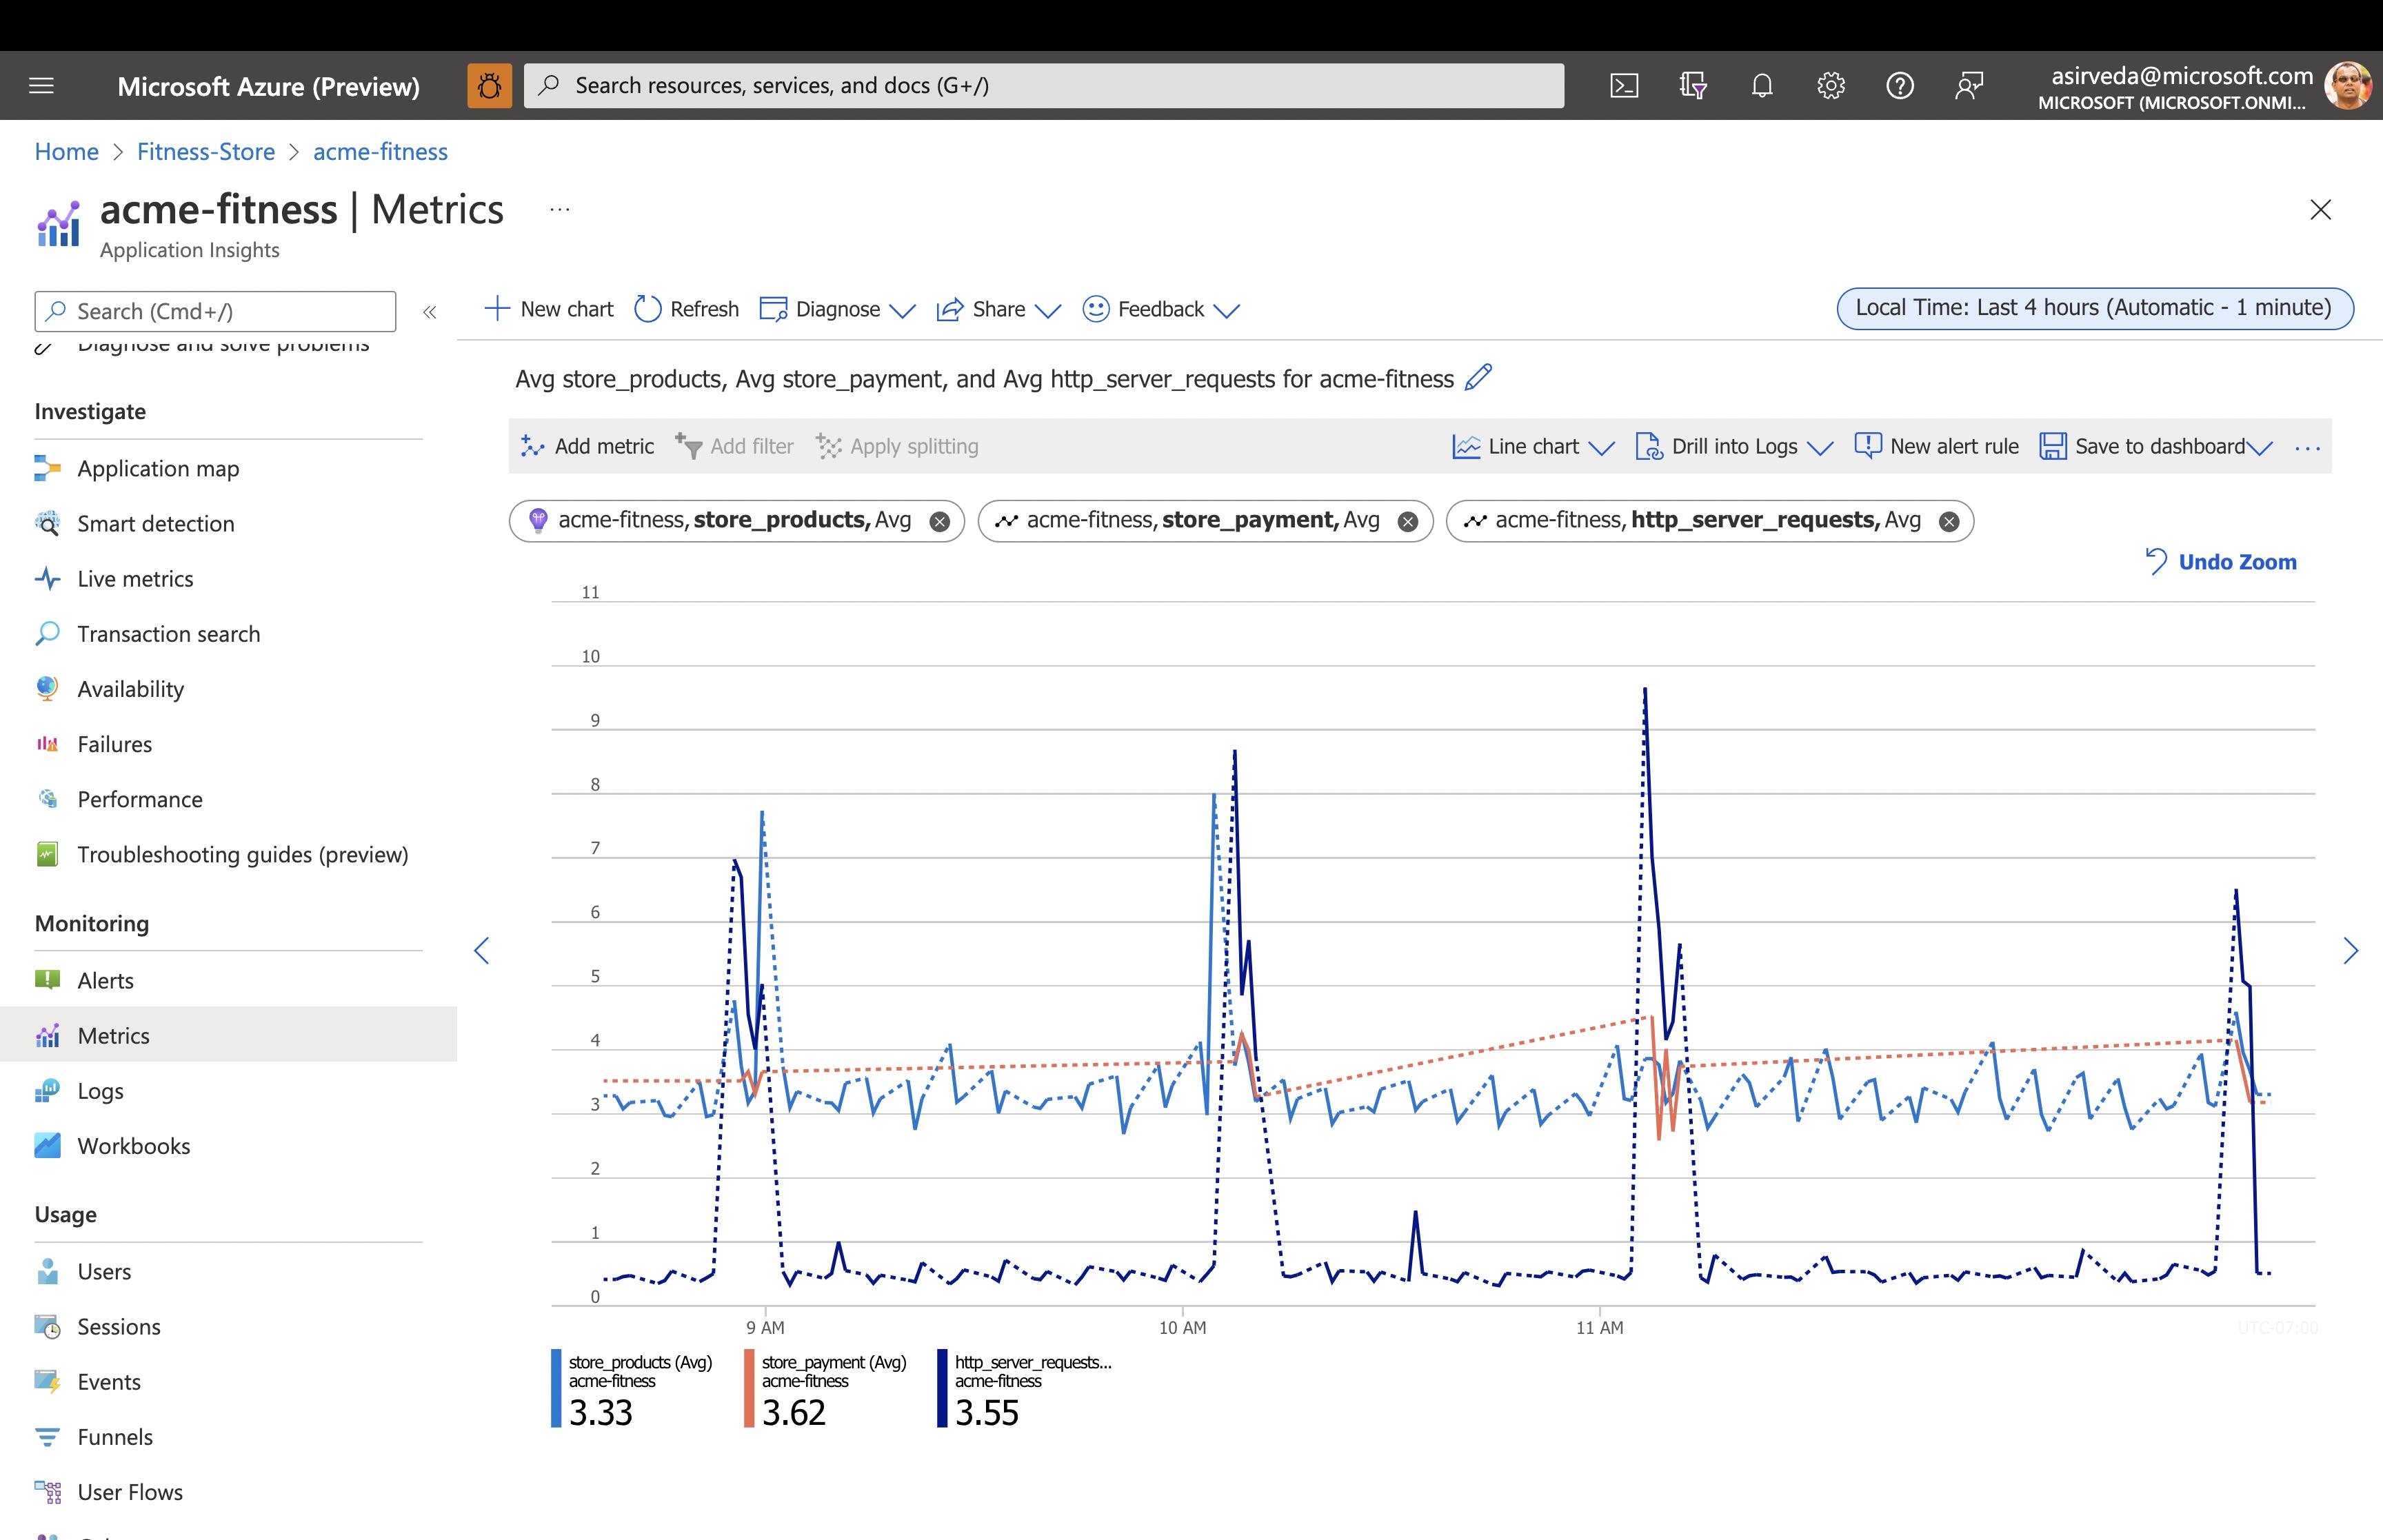 Microsoft Azure (Preview)
Search resources, services, and docs (G+/)
asirveda@microsoft.com
MICROSOFT (MICROSOFT.ONMI...
Home > Fitness-Store > acme-fitness
acme-fitness | Metrics ...
Application Insights
Search (Cmd+/)
«
New chart
Refresh
Diagnose
Share
Feedback
Local Time: Last 4 hours (Automatic - 1 minute)
Diagnose and solve problems
Investigate
Application map
Smart detection
Live metrics
Transaction search
Availability
Failures
Performance
Troubleshooting guides (preview)
Monitoring
Alerts
Metrics
Logs
Workbooks
Usage
Users
Sessions
Events
Funnels
User Flows
Avg store_products, Avg store_payment, and Avg http_server_requests for acme-fitness
Add metric
Add filter
Apply splitting
Line chart
Drill into Logs
New alert rule
Save to dashboard
...
acme-fitness, store_products, Avg
acme-fitness, store_payment, Avg
acme-fitness, http_server_requests, Avg
Undo Zoom
11
10
9
8
7
6
5
4
3
2
1
0
9 AM
10 AM
11 AM
UTC-07:00
store_products (Avg)
acme-fitness
3.33
store_payment (Avg)
acme-fitness
3.62
http_server_requests...
acme-fitness
3.55